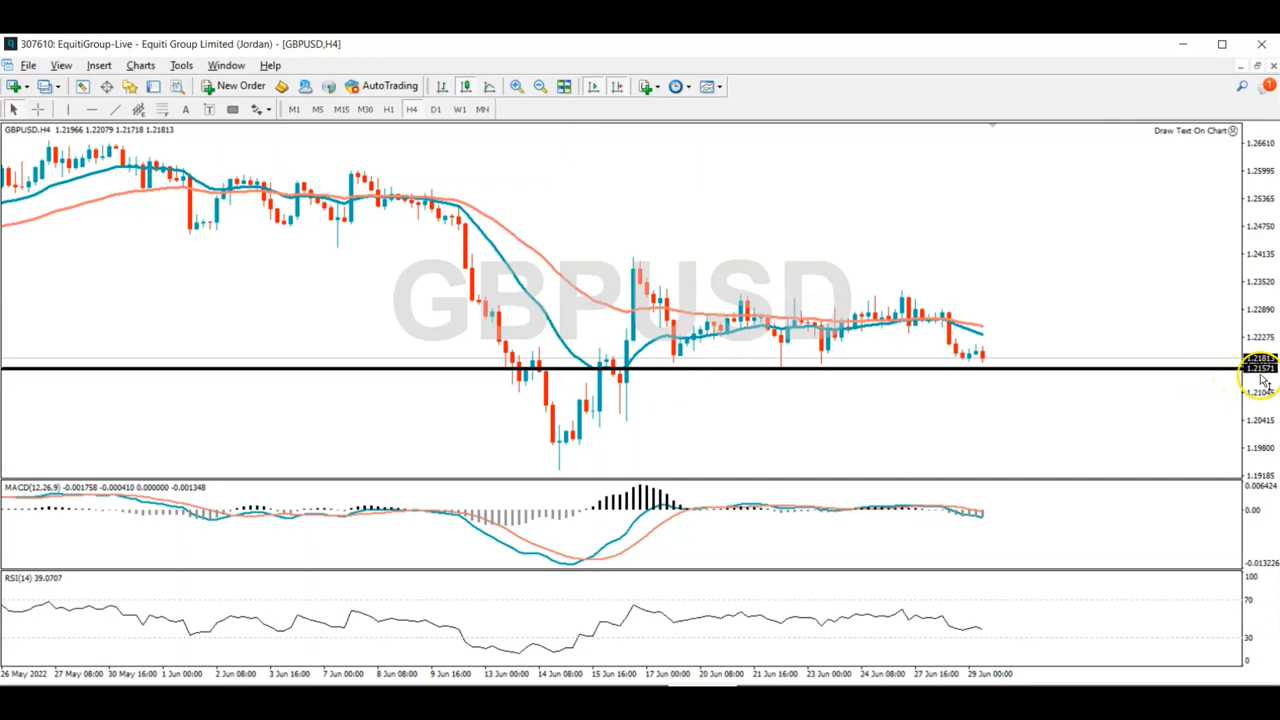 307610: EquitiGroup-Live - Equiti Group Limited (Jordan) - [GBPUSD,H4]
File View Insert Charts Tools Window Help
New Order AutoTrading 1
A T M1 M5 M15 M30 H1 H4 D1 W1 MN
GBPUSD,H4 1.21966 1.22079 1.21718 1.21813
Draw Text On Chart
GBPUSD
1.26610
1.25995
1.25365
1.24750
1.24135
1.23520
1.22890
1.22275
1.21813
1.21571
1.20415
1.19800
1.19185
MACD(12,26,9) -0.001758 -0.000410 0.000000 -0.001348
0.006424
0.00
-0.013226
RSI(14) 39.0707
100
70
30
0
26 May 2022 27 May 08:00 30 May 16:00 1 Jun 00:00 2 Jun 08:00 3 Jun 16:00 7 Jun 00:00 8 Jun 08:00 9 Jun 16:00 13 Jun 00:00 14 Jun 08:00 15 Jun 16:00 17 Jun 00:00 20 Jun 08:00 21 Jun 16:00 23 Jun 00:00 24 Jun 08:00 27 Jun 16:00 29 Jun 00:00